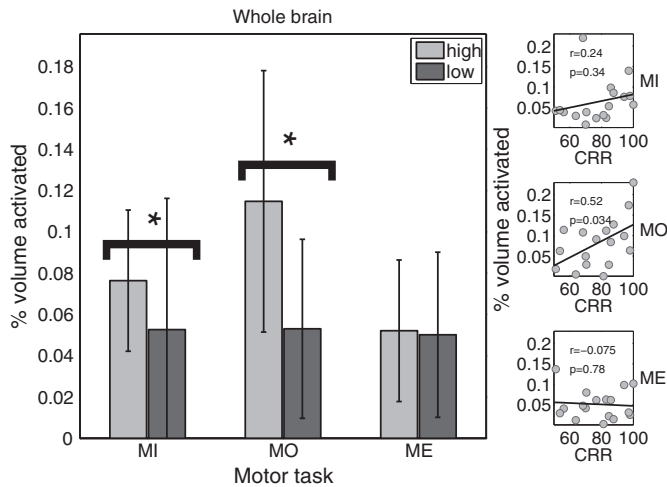 Whole brain
% volume activated
0.18
0.16
0.14
0.12
0.1
0.08
0.06
0.04
0.02
0
high
low
*
*
MI
MO
ME
Motor task
% volume activated
0.2
0.15
0.1
0.05
r=0.24
p=0.34
60
80
100
CRR
MI
0.2
0.15
0.1
0.05
r=0.52
p=0.034
60
80
100
CRR
MO
0.2
0.15
0.1
0.05
r=−0.075
p=0.78
60
80
100
CRR
ME